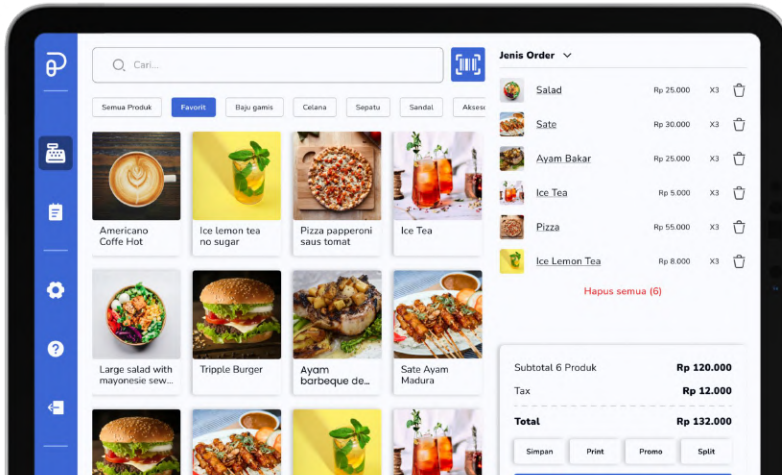 Cari...
Semua Produk
Favorit
Baju gamis
Celana
Sepatu
Sandal
Americano
Coffe Hot
Ice lemon tea
no sugar
Pizza papperoni
saus tomat
Ice Tea
Large salad with
mayonesie sew...
Tripple Burger
Ayam
barbeque de...
Sate Ayam
Madura
Jenis Order
Salad Rp 25.000 X3
Sate Rp 30.000 X3
Ayam Bakar Rp 25.000 X3
Ice Tea Rp 5.000 X3
Pizza Rp 55.000 X3
Ice Lemon Tea Rp 8.000 X3
Hapus semua (6)
Subtotal 6 Produk Rp 120.000
Tax Rp 12.000
Total Rp 132.000
Simpan
Print
Promo
Split